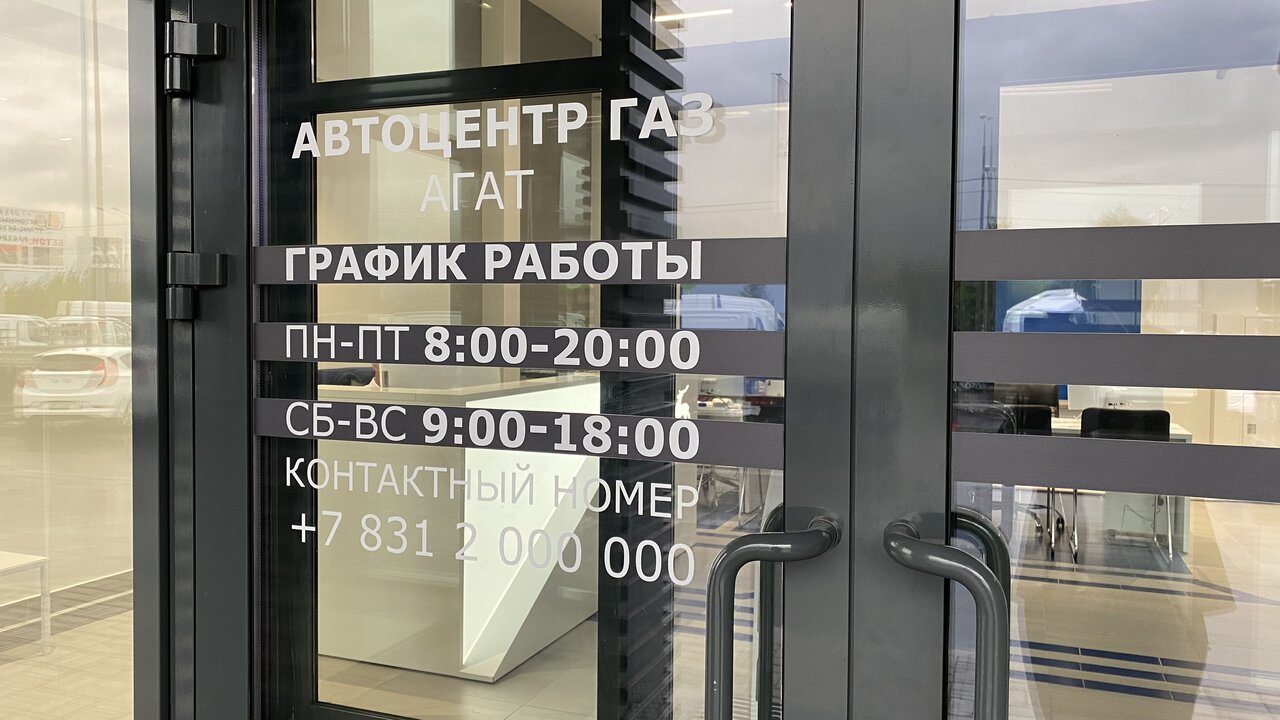 АВТОЦЕНТР ГАЗ
АГАТ
ГРАФИК РАБОТЫ
ПН-ПТ 8:00-20:00
СБ-ВС 9:00-18:00
КОНТАКТНЫЙ НОМЕР
+7 831 2 000 000